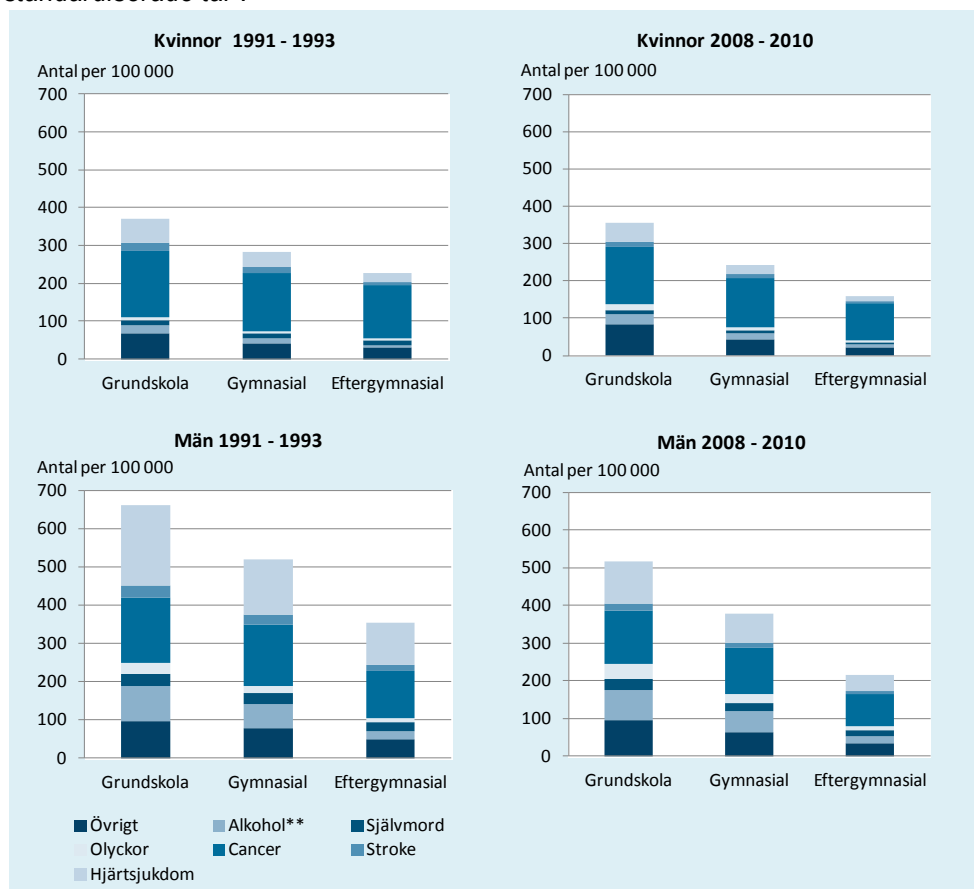 Kvinnor 1991 - 1993
Antal per 100 000
700
600
500
400
300
200
100
0
Grundskola Gymnasial Eftergymnasial
Kvinnor 2008 - 2010
Antal per 100 000
700
600
500
400
300
200
100
0
Grundskola Gymnasial Eftergymnasial
Män 1991 - 1993
Antal per 100 000
700
600
500
400
300
200
100
0
Grundskola Gymnasial Eftergymnasial
Män 2008 - 2010
Antal per 100 000
700
600
500
400
300
200
100
0
Grundskola Gymnasial Eftergymnasial
Övrigt Alkohol** Självmord
Olyckor Cancer Stroke
Hjärtsjukdom